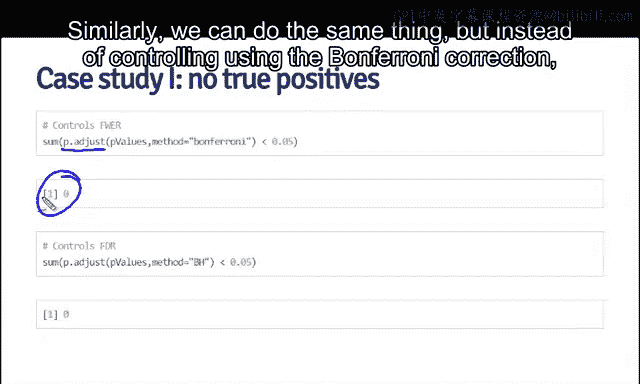 Similarly, we can do the same thing, but instead
of controlling using the Bonferroni correction,
Case study I: no true positives
# Controls FWER
sum(p.adjust(pValues,method="bonferroni") < 0.05)
[1] 0
# Controls FDR
sum(p.adjust(pValues,method="BH") < 0.05)
[1] 0